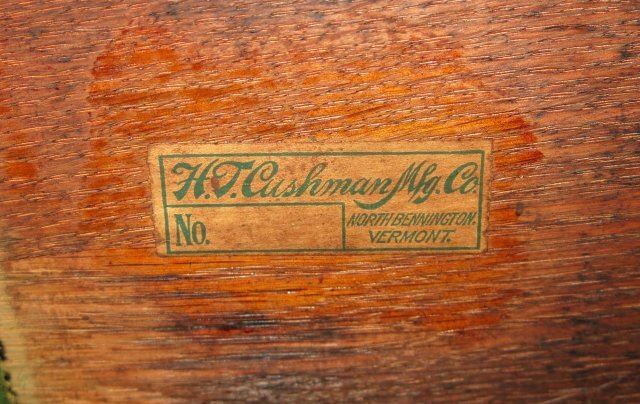 H.T. Cushman Mfg. Co.
No.
NORTH BENNINGTON.
VERMONT.